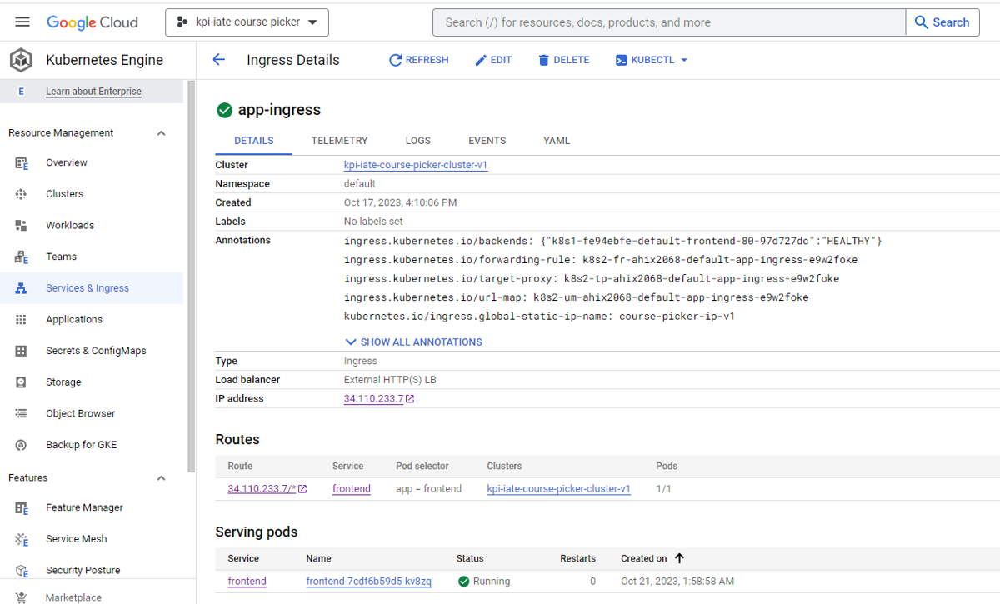 Google Cloud
kpi-iate-course-picker
Search (/) for resources, docs, products, and more
Search
Kubernetes Engine
Ingress Details
REFRESH
EDIT
DELETE
KUBECTL
E
Learn about Enterprise
Resource Management
Overview
Clusters
Workloads
Teams
Services & Ingress
Applications
Secrets & ConfigMaps
Storage
Object Browser
Backup for GKE
Features
Feature Manager
Service Mesh
Security Posture
Marketplace
app-ingress
DETAILS
TELEMETRY
LOGS
EVENTS
YAML
Cluster kpi-iate-course-picker-cluster-v1
Namespace default
Created Oct 17, 2023, 4:10:06 PM
Labels No labels set
Annotations ingress.kubernetes.io/backends: {"k8s1-fe94ebfe-default-frontend-80-97d727dc":"HEALTHY"}
ingress.kubernetes.io/forwarding-rule: k8s2-fr-ahix2068-default-app-ingress-e9w2foke
ingress.kubernetes.io/target-proxy: k8s2-tp-ahix2068-default-app-ingress-e9w2foke
ingress.kubernetes.io/url-map: k8s2-um-ahix2068-default-app-ingress-e9w2foke
kubernetes.io/ingress.global-static-ip-name: course-picker-ip-v1
SHOW ALL ANNOTATIONS
Type Ingress
Load balancer External HTTP(S) LB
IP address 34.110.233.7
Routes
Route Service Pod selector Clusters Pods
34.110.233.7/* frontend app = frontend kpi-iate-course-picker-cluster-v1 1/1
Serving pods
Service Name Status Restarts Created on
frontend frontend-7cdf6b59d5-kv8zq Running 0 Oct 21, 2023, 1:58:58 AM